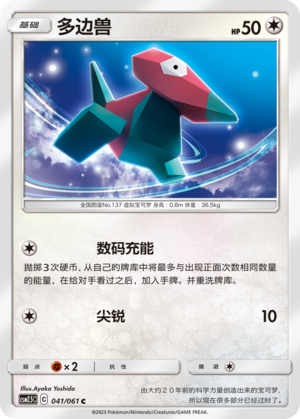 基础 多边兽 HP 50
全国图鉴No.137 虚拟宝可梦 身高：0.8m 体重：36.5kg
数码充能
抛掷3次硬币，从自己的牌库中将最多与出现正面次数相同数量
的能量，在给对手看过之后，加入手牌。并重洗牌库。
尖锐 10
弱点 ×2 抗性 撤退
Illus.Ayaka Yoshida
CSM2.5C C 041/061 C
由大约20年前的科学力量创造出来的宝可梦，
所以现在很多部分已经过时了。
©2023 Pokémon/Nintendo/Creatures/GAME FREAK.